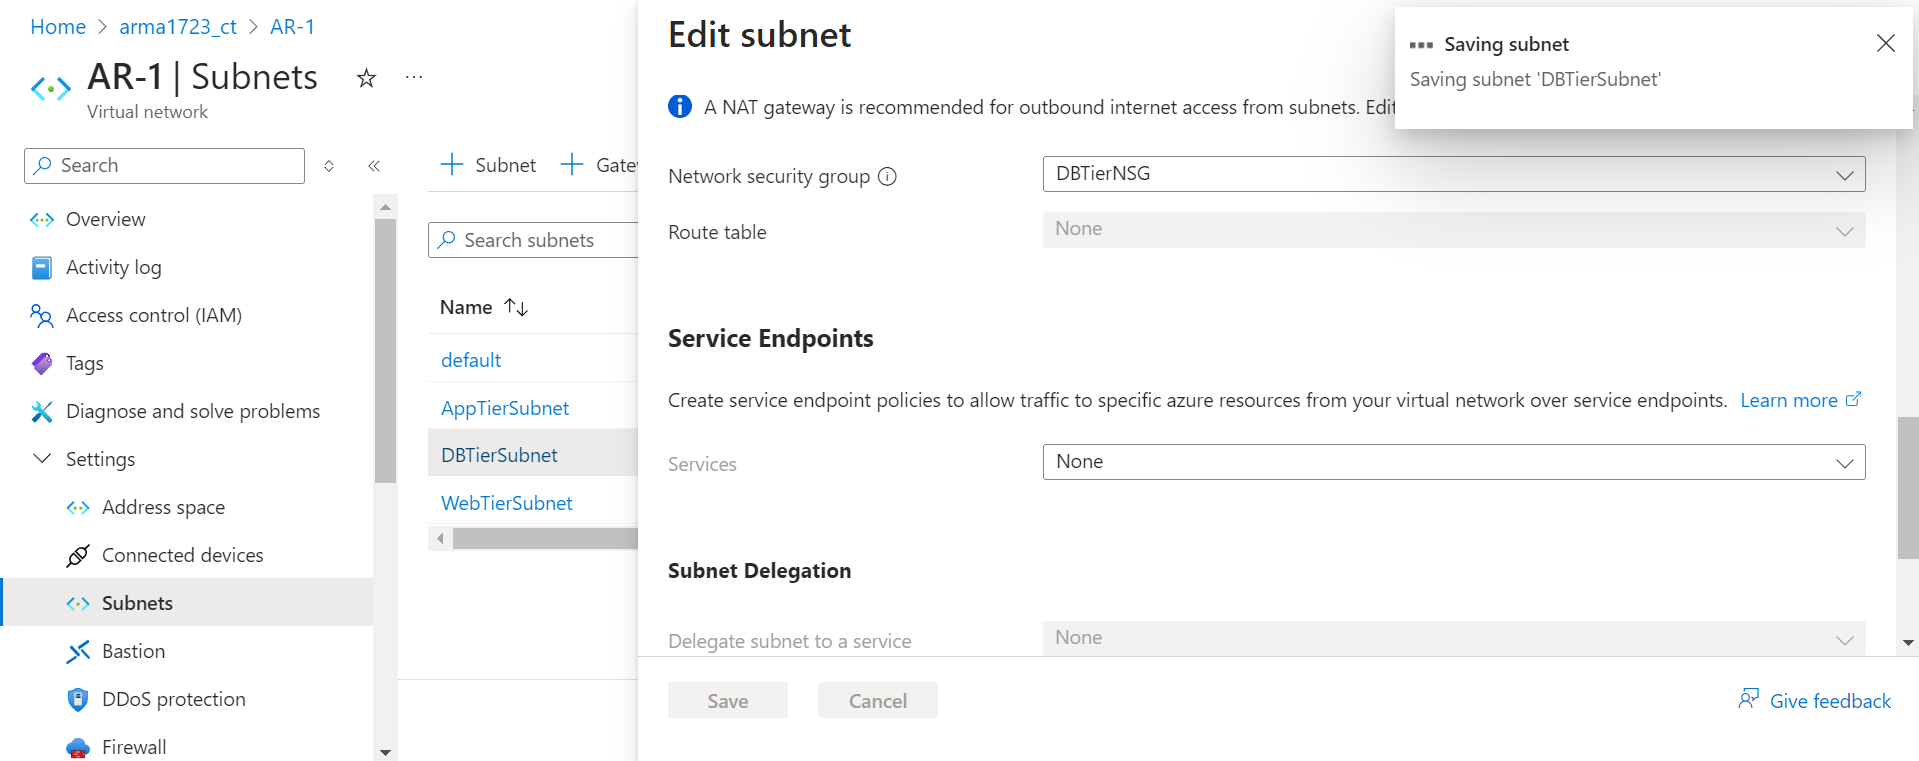 Home > arma1723_ct > AR-1
AR-1 | Subnets
Virtual network
Search
Overview
Activity log
Access control (IAM)
Tags
Diagnose and solve problems
Settings
Address space
Connected devices
Subnets
Bastion
DDoS protection
Firewall
+ Subnet + Gate
Search subnets
Name
default
AppTierSubnet
DBTierSubnet
WebTierSubnet
Edit subnet
A NAT gateway is recommended for outbound internet access from subnets. Edit
Network security group DBTierNSG
Route table None
Service Endpoints
Create service endpoint policies to allow traffic to specific azure resources from your virtual network over service endpoints. Learn more
Services None
Subnet Delegation
Delegate subnet to a service None
Save Cancel
Give feedback
Saving subnet
Saving subnet 'DBTierSubnet'